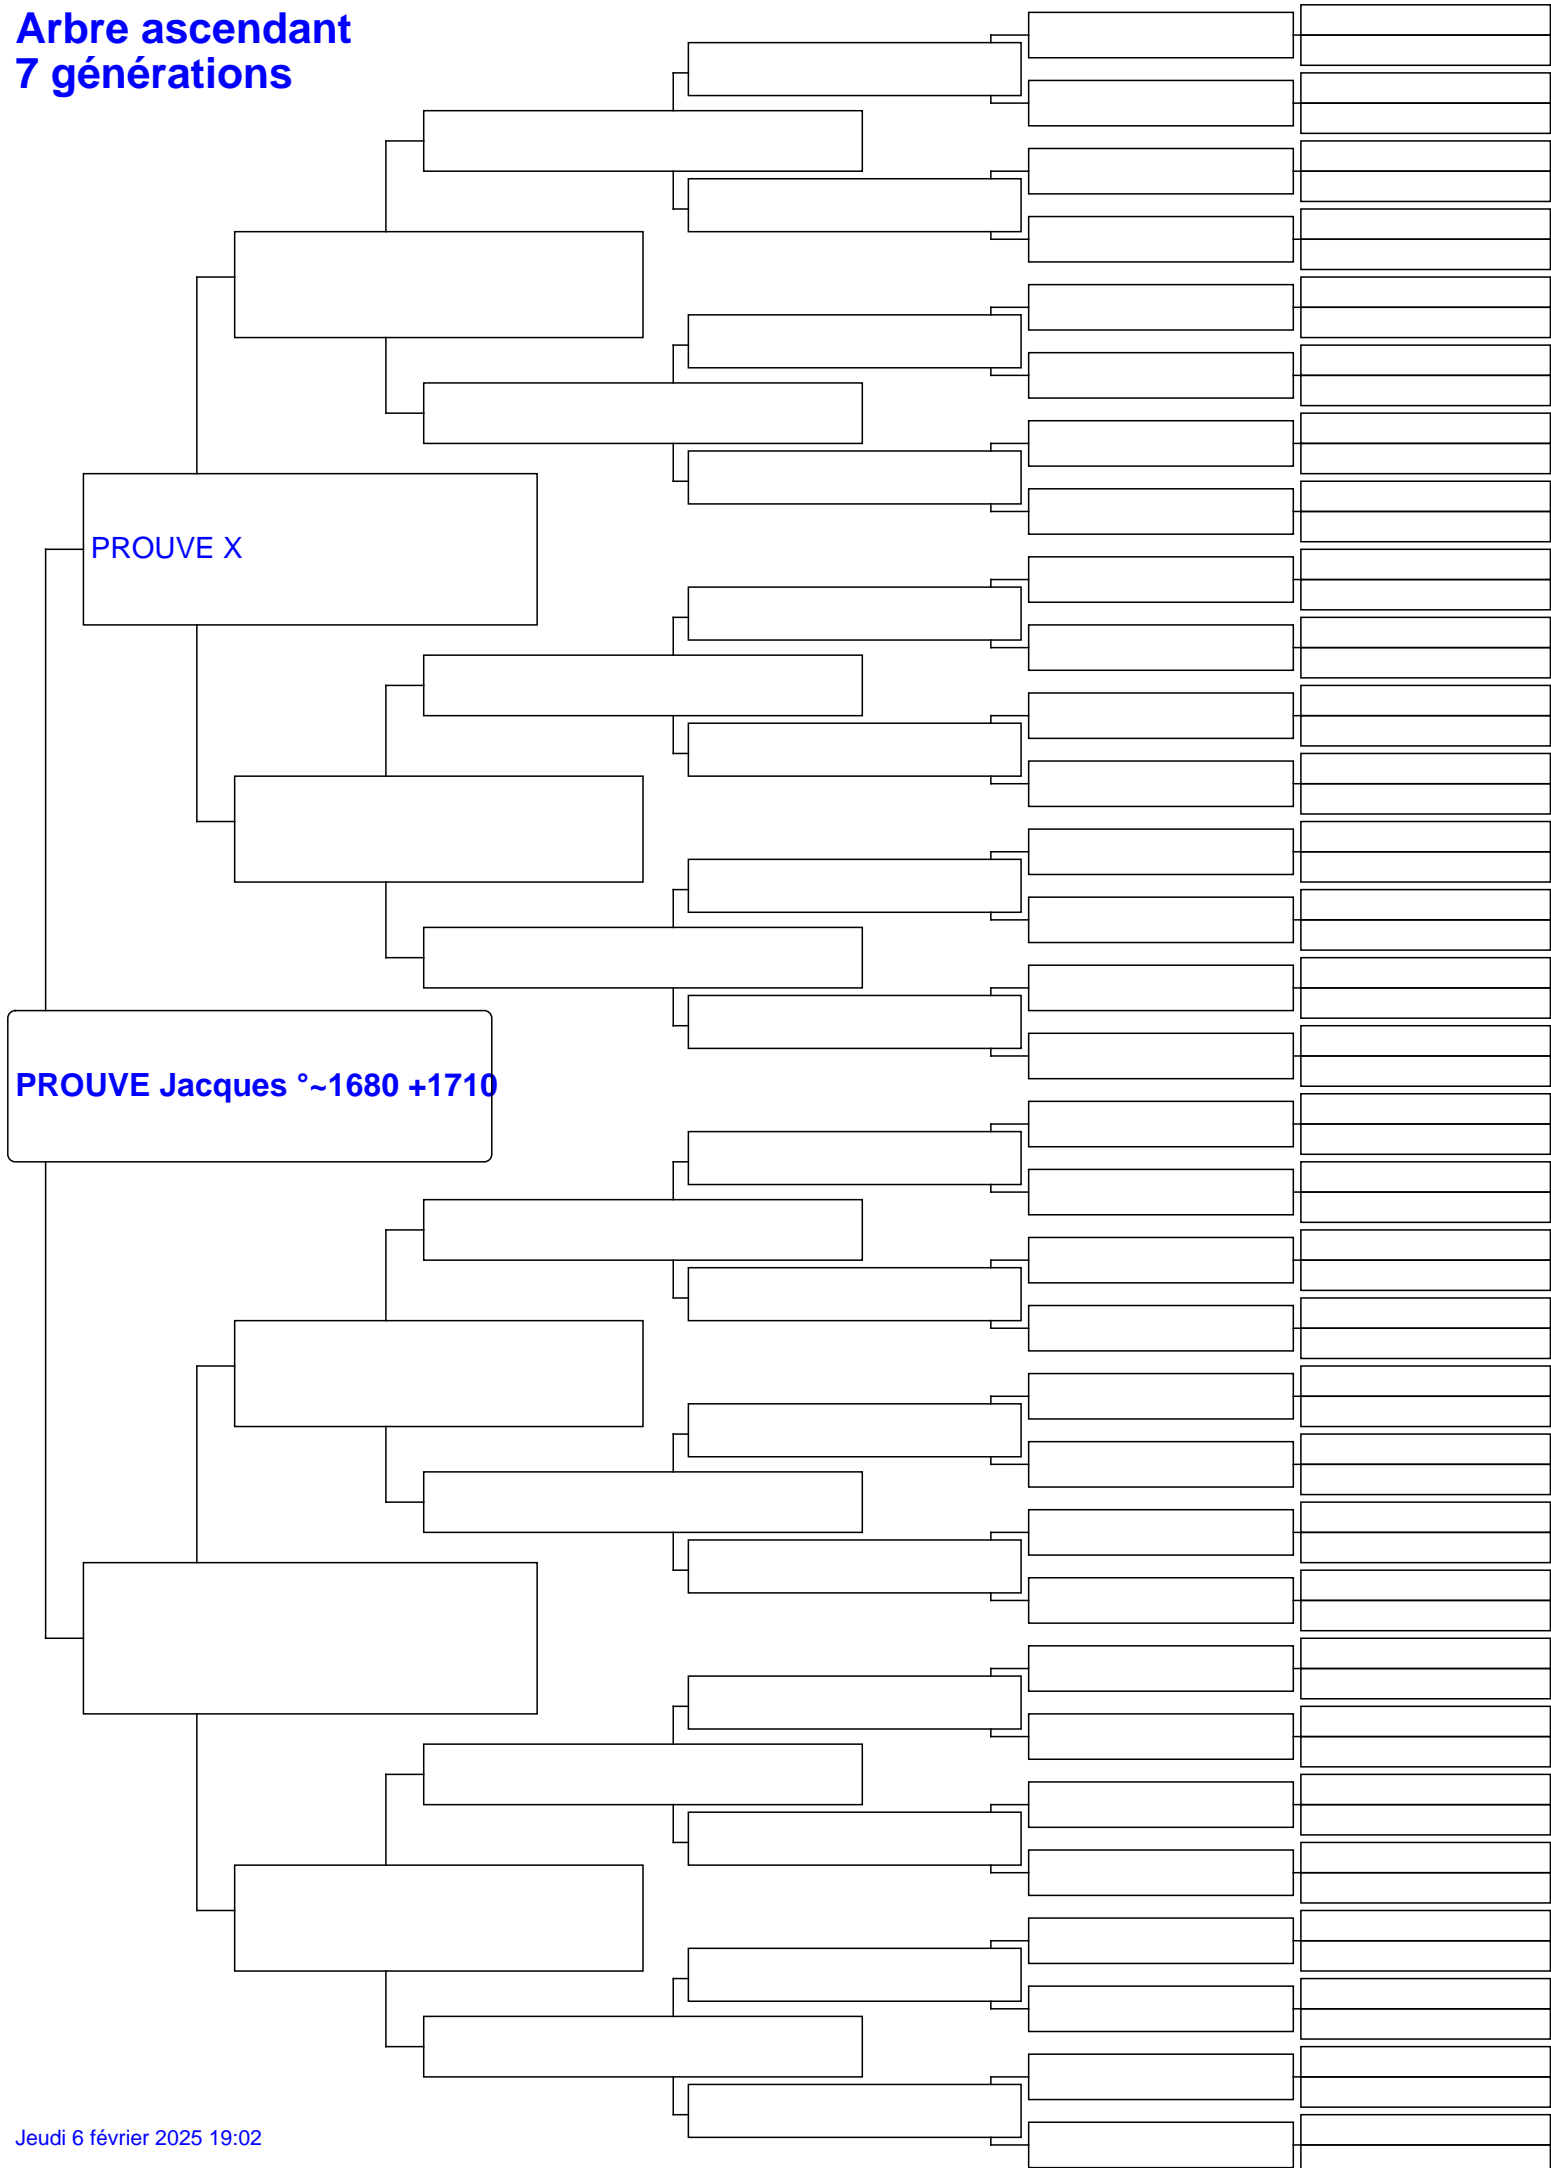 Arbre ascendant
7 générations
PROUVE X
PROUVE Jacques °~1680 +1710
Jeudi 6 février 2025 19:02